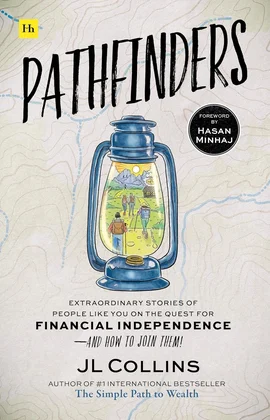 Hh
PATHFINDERS
FOREWORD
BY
HASAN
MINHAJ
EXTRAORDINARY STORIES OF
PEOPLE LIKE YOU ON THE QUEST FOR
FINANCIAL INDEPENDENCE
—AND HOW TO JOIN THEM!
JL COLLINS
AUTHOR OF #1 INTERNATIONAL BESTSELLER
The Simple Path to Wealth